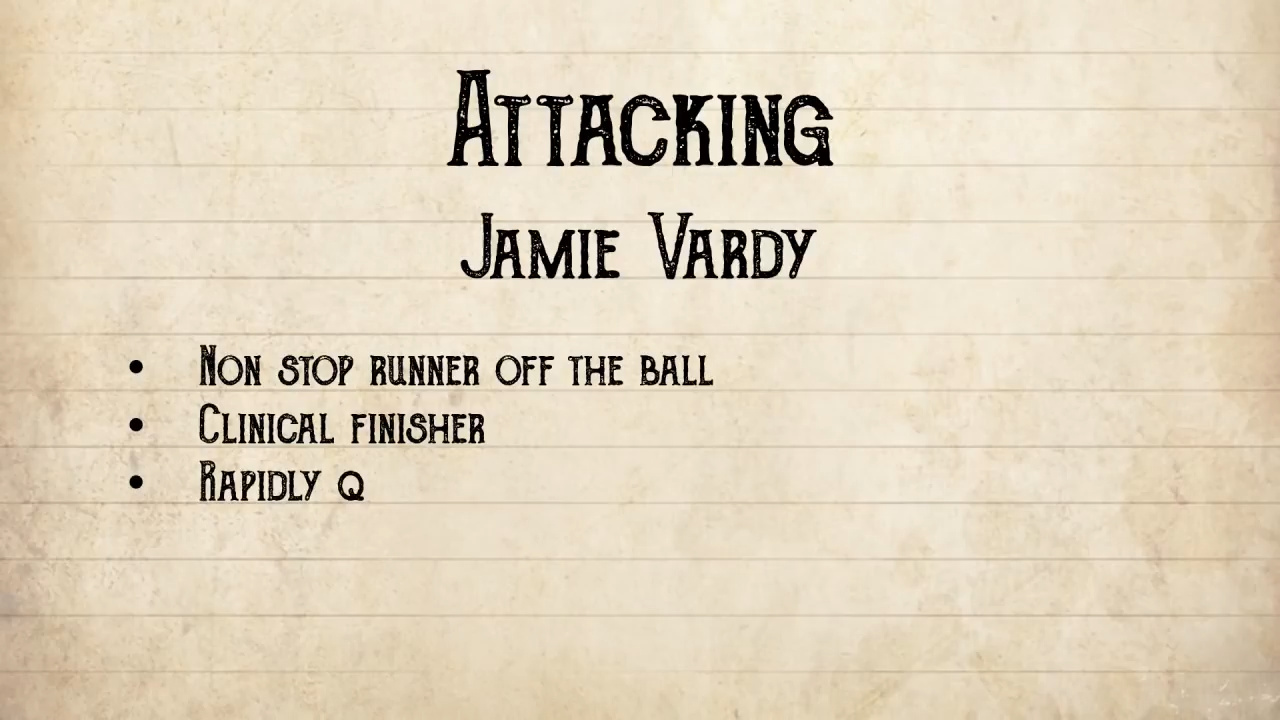 Attacking
Jamie Vardy
• Non stop runner off the ball
• Clinical finisher
• Rapidly q